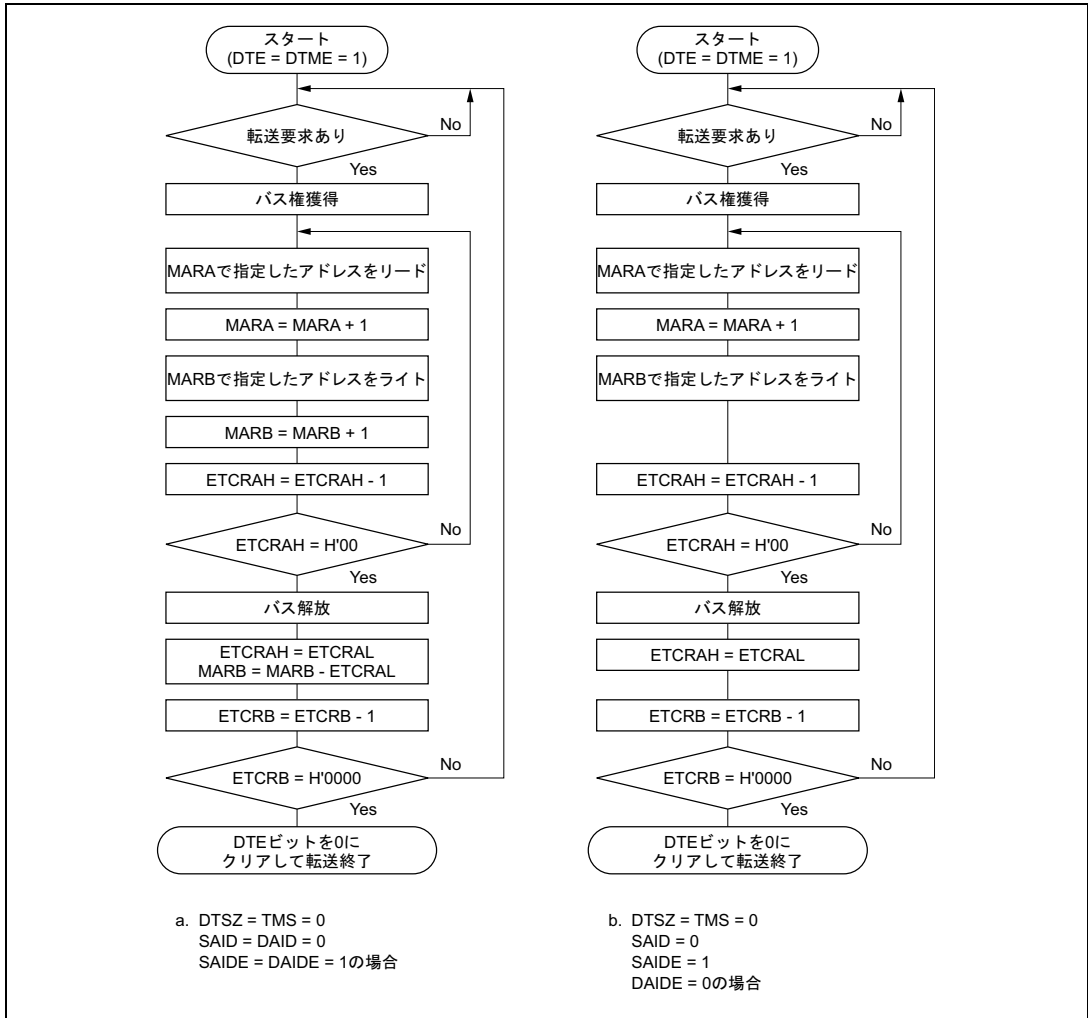 スタート
(DTE = DTME = 1)
転送要求あり
No
Yes
バス権獲得
MARAで指定したアドレスをリード
MARA = MARA + 1
MARBで指定したアドレスをライト
MARB = MARB + 1
ETCRAH = ETCRAH - 1
ETCRAH = H'00
No
Yes
バス解放
ETCRAH = ETCRAL
MARB = MARB - ETCRAL
ETCRB = ETCRB - 1
ETCRB = H'0000
No
Yes
DTEビットを0に
クリアして転送終了
a. DTSZ = TMS = 0
SAID = DAID = 0
SAIDE = DAIDE = 1の場合
スタート
(DTE = DTME = 1)
転送要求あり
No
Yes
バス権獲得
MARAで指定したアドレスをリード
MARA = MARA + 1
MARBで指定したアドレスをライト
ETCRAH = ETCRAH - 1
ETCRAH = H'00
No
Yes
バス解放
ETCRAH = ETCRAL
ETCRB = ETCRB - 1
ETCRB = H'0000
No
Yes
DTEビットを0に
クリアして転送終了
b. DTSZ = TMS = 0
SAID = 0
SAIDE = 1
DAIDE = 0の場合